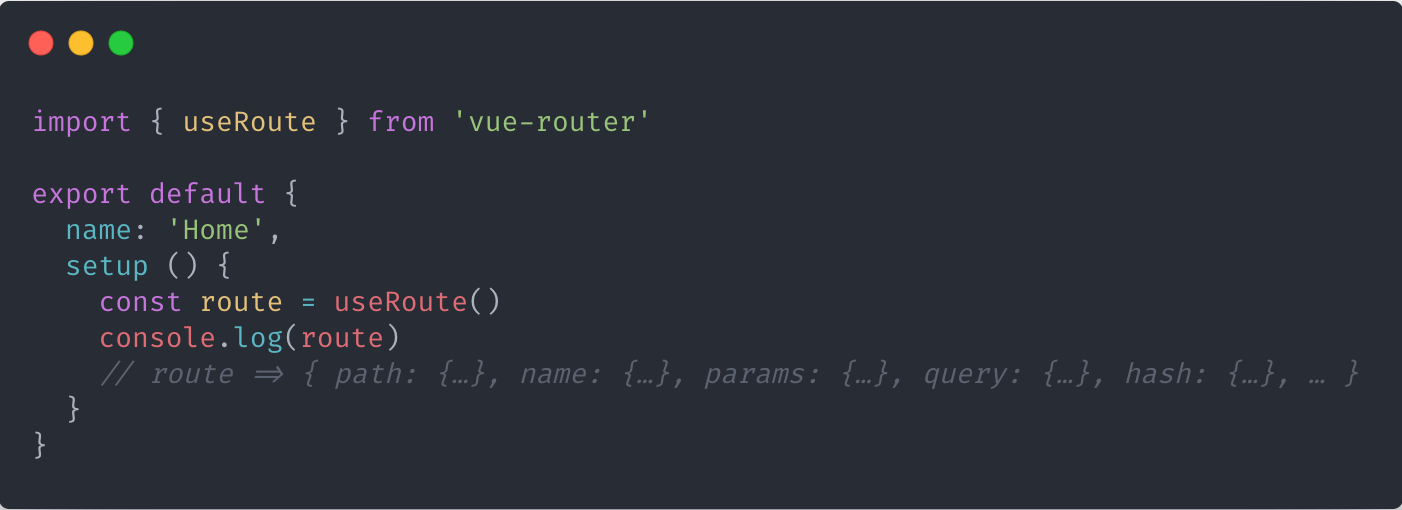 import { useRoute } from 'vue-router'
export default {
  name: 'Home',
  setup () {
    const route = useRoute()
    console.log(route)
    // route => { path: {…}, name: {…}, params: {…}, query: {…}, hash: {…}, … }
  }
}